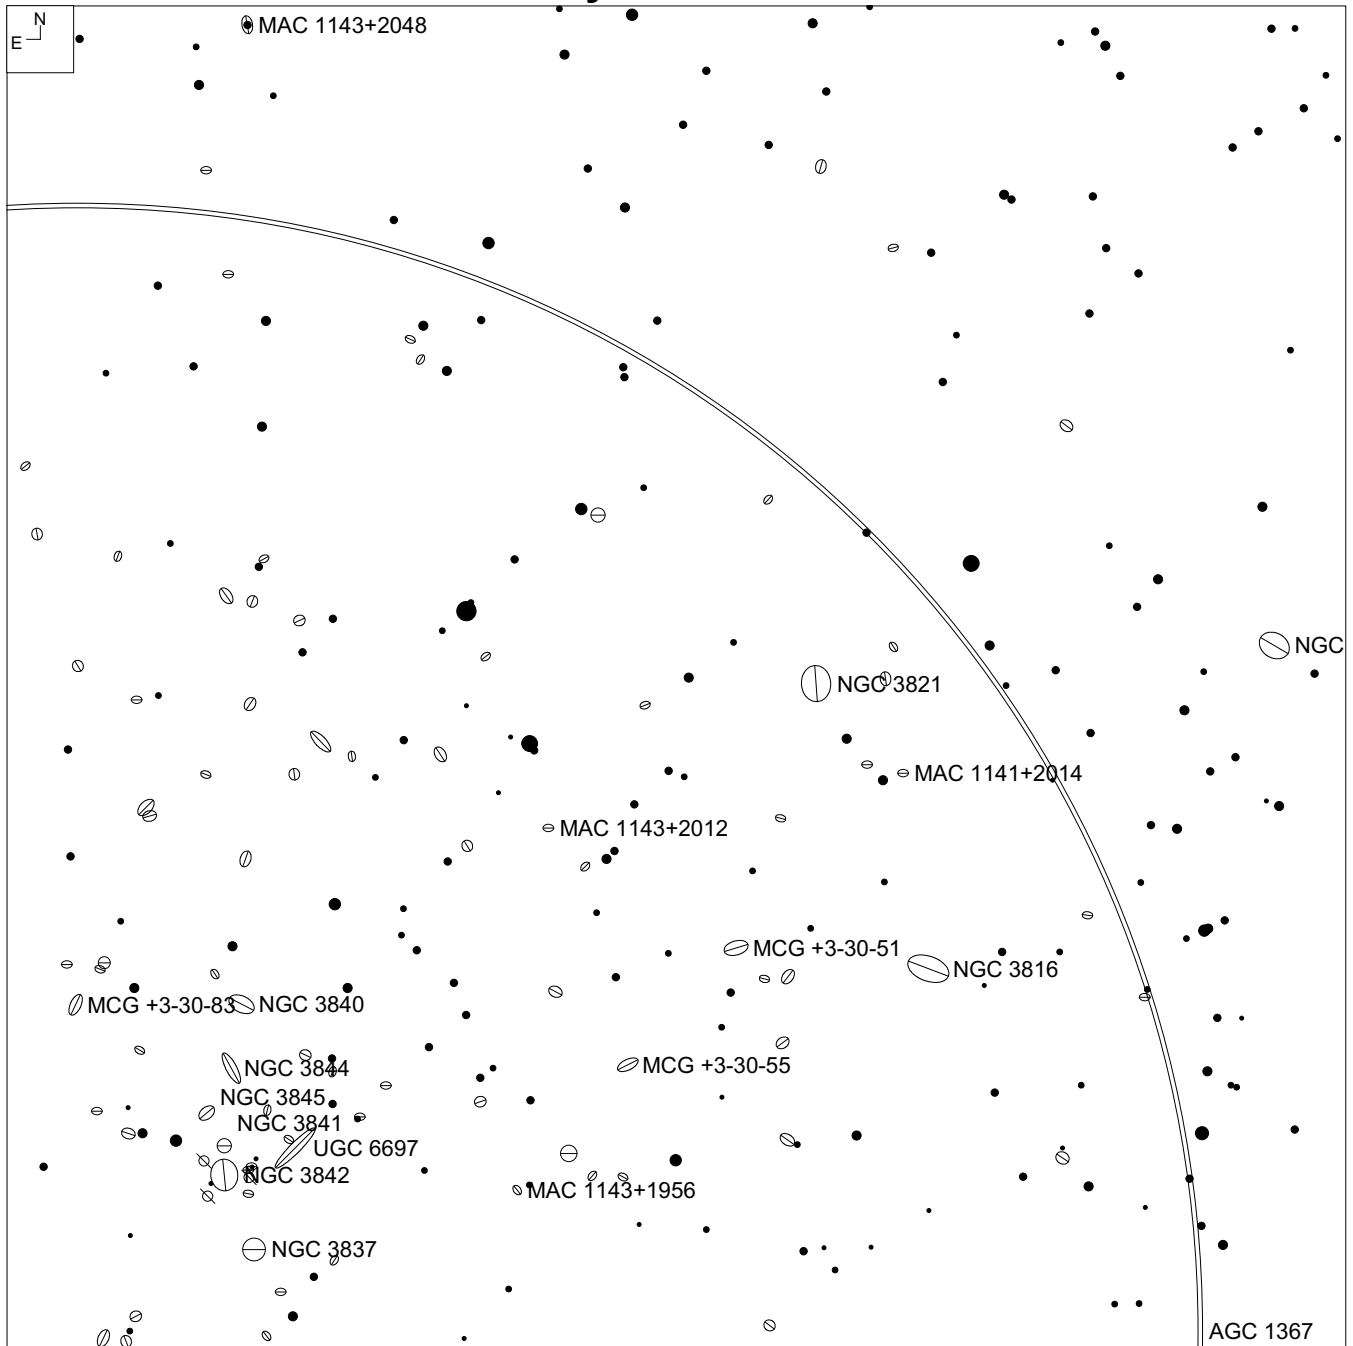 N
E
MAC 1143+2048
NGC
NGC 3821
MAC 1141+2014
MAC 1143+2012
MCG +3-30-51
NGC 3816
MCG +3-30-83
NGC 3840
NGC 3844
MCG +3-30-55
NGC 3845
NGC 3841
UGC 6697
NGC 3842
MAC 1143+1956
NGC 3837
AGC 1367